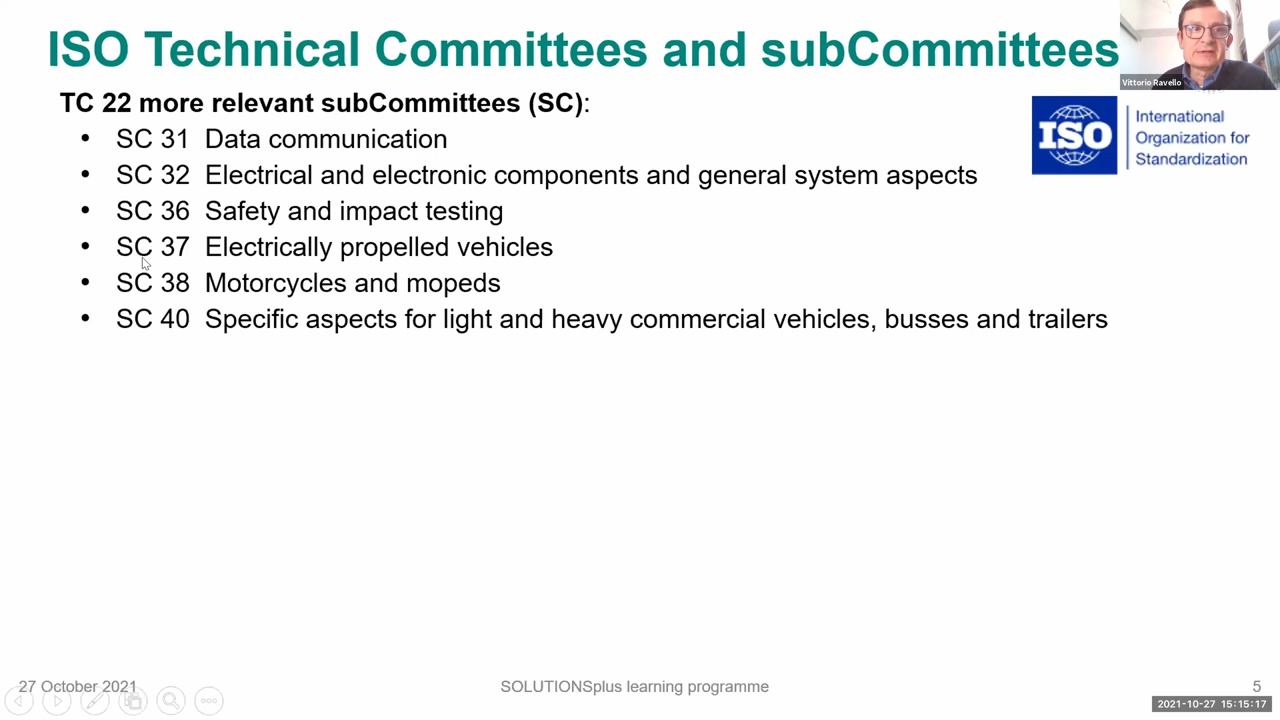 ISO Technical Committees and subCommittees
Vittorio Ravello
TC 22 more relevant subCommittees (SC):
• SC 31 Data communication
• SC 32 Electrical and electronic components and general system aspects
• SC 36 Safety and impact testing
• SC 37 Electrically propelled vehicles
• SC 38 Motorcycles and mopeds
• SC 40 Specific aspects for light and heavy commercial vehicles, busses and trailers
ISO
International
Organization for
Standardization
27 October 2021
SOLUTIONSplus learning programme
5
2021-10-27 15:15:17